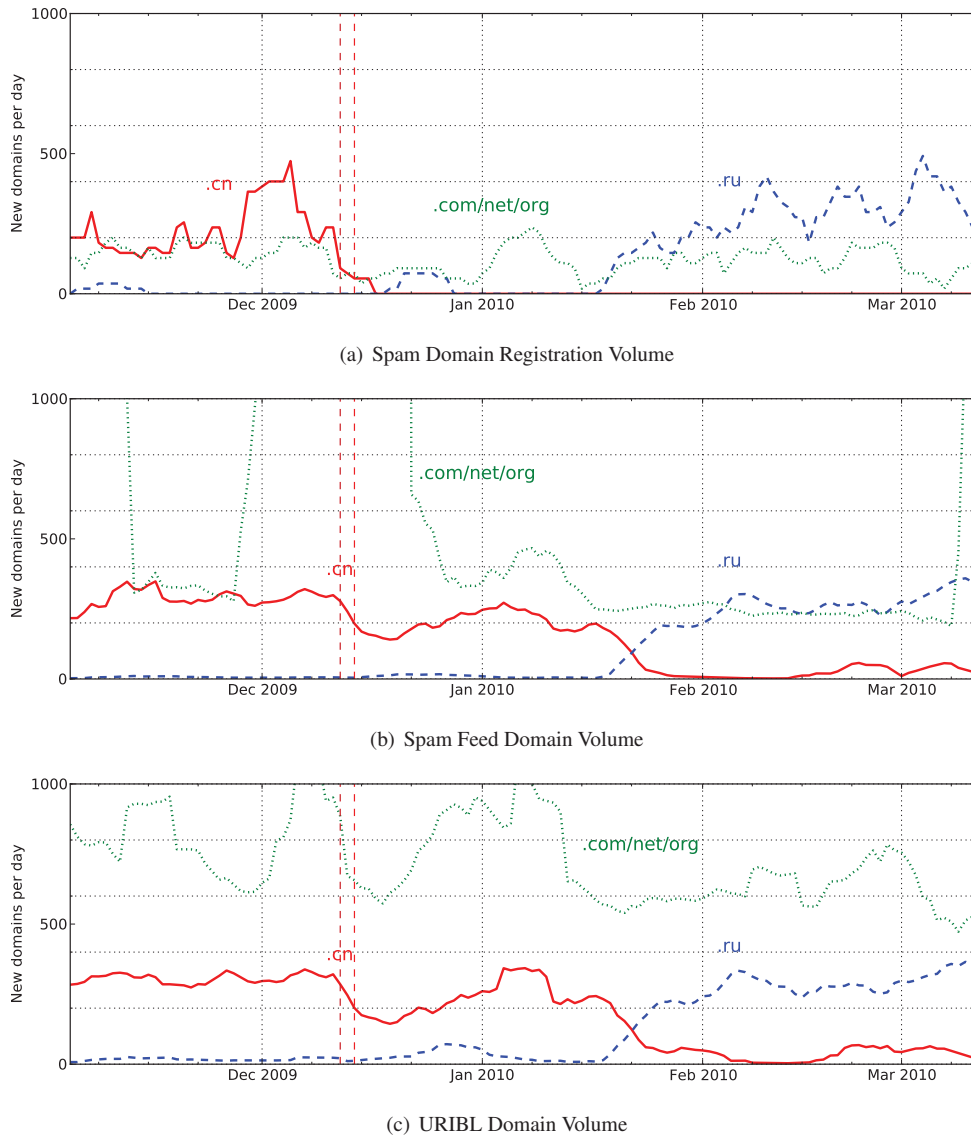 1000
500
0
New domains per day
.cn
.com/net/org
.ru
Dec 2009
Jan 2010
Feb 2010
Mar 2010
(a) Spam Domain Registration Volume
1000
500
0
New domains per day
.com/net/org
.cn
.ru
Dec 2009
Jan 2010
Feb 2010
Mar 2010
(b) Spam Feed Domain Volume
1000
500
0
New domains per day
.com/net/org
.cn
.ru
Dec 2009
Jan 2010
Feb 2010
Mar 2010
(c) URIBL Domain Volume